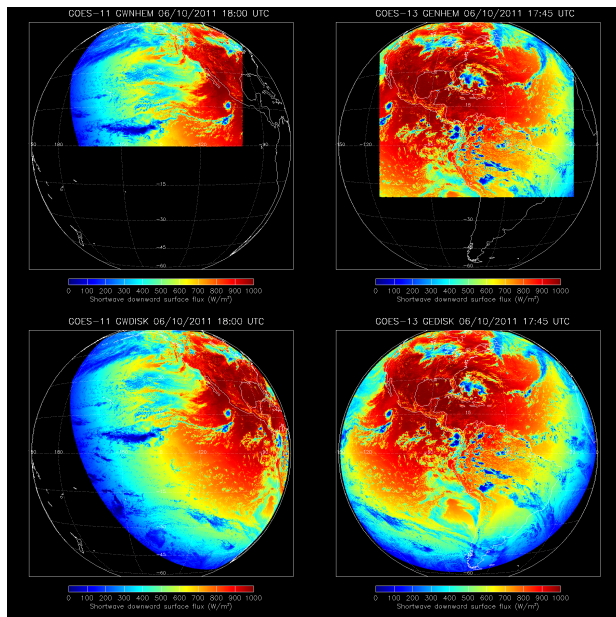 GOES-11 GWNHEM 06/10/2011 18:00 UTC
GOES-13 GENHEM 06/10/2011 17:45 UTC
0 100 200 300 400 500 600 700 800 900 1000
Shortwave downward surface flux (W/m²)
0 100 200 300 400 500 600 700 800 900 1000
Shortwave downward surface flux (W/m²)
GOES-11 GWDISK 06/10/2011 18:00 UTC
GOES-13 GEDISK 06/10/2011 17:45 UTC
0 100 200 300 400 500 600 700 800 900 1000
Shortwave downward surface flux (W/m²)
0 100 200 300 400 500 600 700 800 900 1000
Shortwave downward surface flux (W/m²)